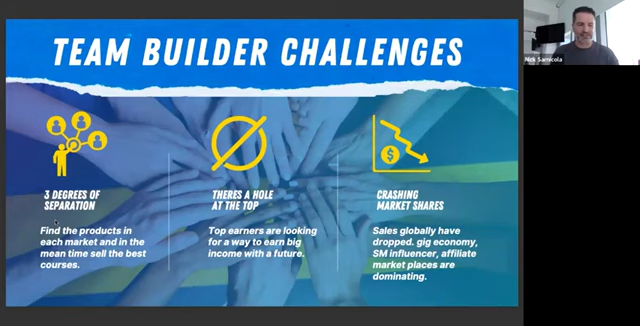 TEAM BUILDER CHALLENGES
3 DEGREES OF
SEPARATION
Find the products in
each market and in the
mean time sell the best
courses.
THERES A HOLE
AT THE TOP
Top earners are looking
for a way to earn big
income with a future.
$
CRASHING
MARKET SHARES
Sales globally have
dropped. gig economy,
SM influencer, affiliate
market places are
dominating.
Nick Sarnicola